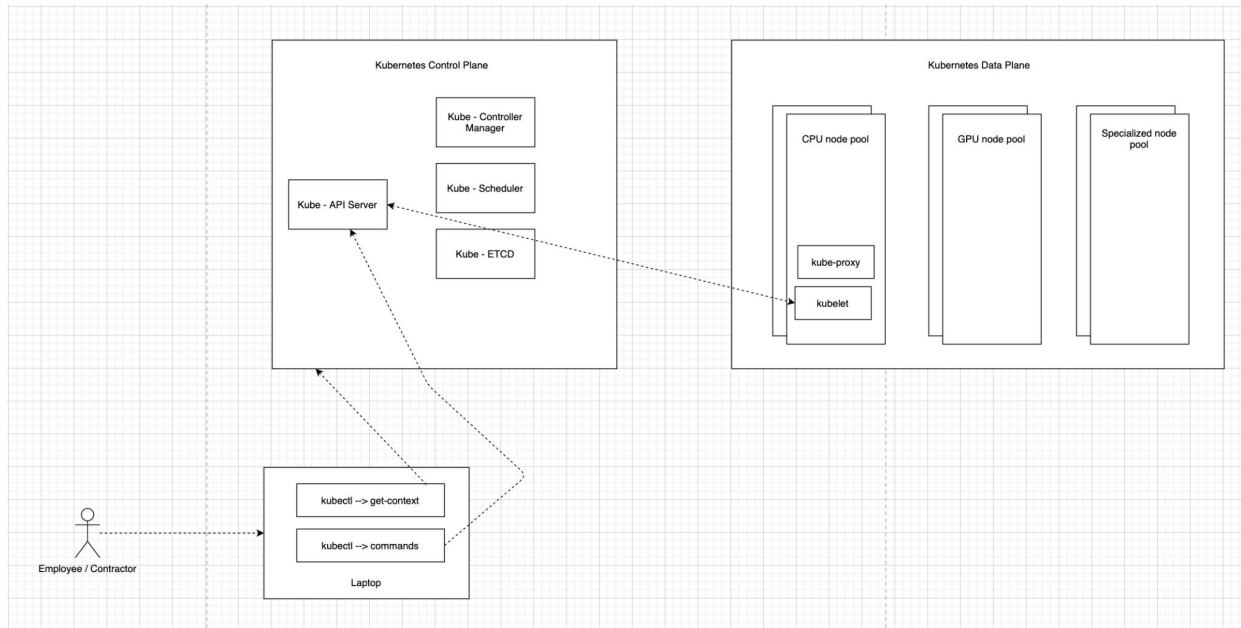 Kubernetes Control Plane
Kube - Controller
Manager
Kube - Scheduler
Kube - API Server
Kube - ETCD
Kubernetes Data Plane
CPU node pool
GPU node pool
Specialized node
pool
kube-proxy
kubelet
kubectl --> get-context
kubectl --> commands
Laptop
Employee / Contractor